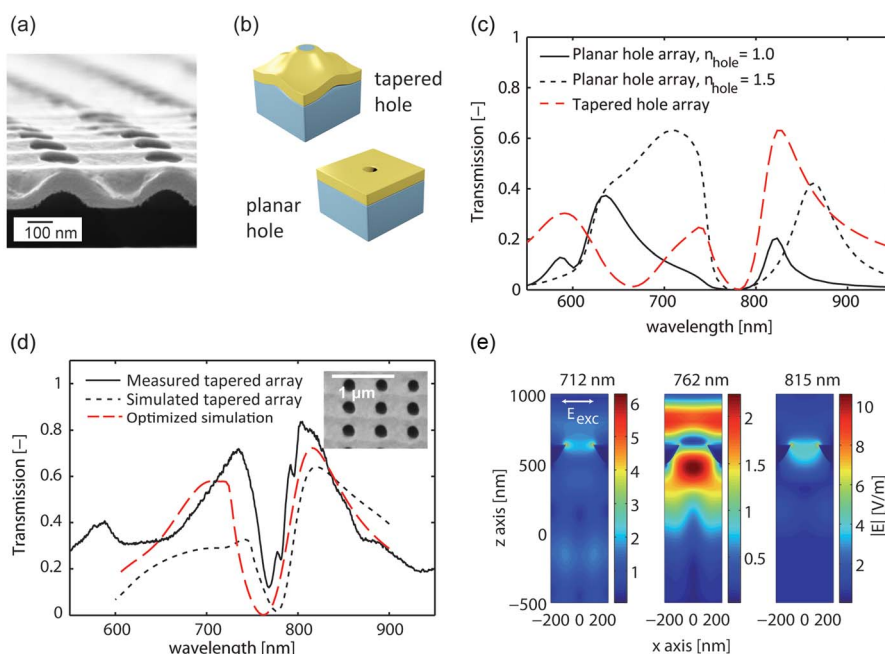 (a)
100 nm
(b)
tapered
hole
planar
hole
(c)
Transmission [–]
1
0.8
0.6
0.4
0.2
0
Planar hole array, nhole= 1.0
Planar hole array, nhole= 1.5
Tapered hole array
600
700
800
900
wavelength [nm]
(d)
Transmission [–]
1
0.8
0.6
0.4
0.2
0
Measured tapered array
Simulated tapered array
Optimized simulation
1 µm
600
700
800
900
wavelength [nm]
(e)
712 nm
762 nm
815 nm
z axis [nm]
1000
500
0
−500
Eexc
6
5
4
3
2
1
2
1.5
1
0.5
10
8
6
4
2
|E| [V/m]
−200 0 200
−200 0 200
−200 0 200
x axis [nm]